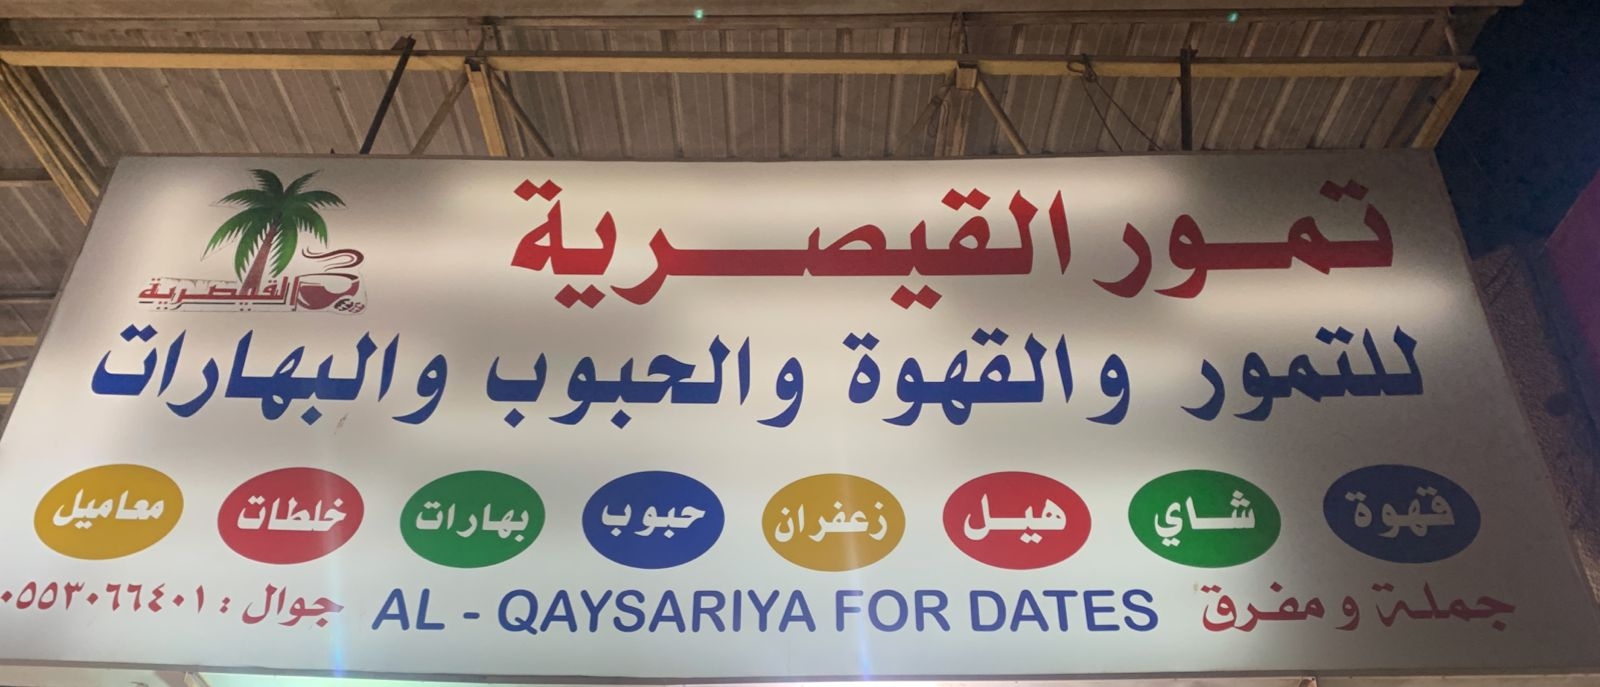 تمور القيصرية
القيصرية
للتمور والقهوة والحبوب والبهارات
قهوة شاي هيل زعفران حبوب بهارات خلطات معاميل
جملة ومفرق AL - QAYSARIYA FOR DATES جوال : ٠٥٥٣٠٦٦٤٠١